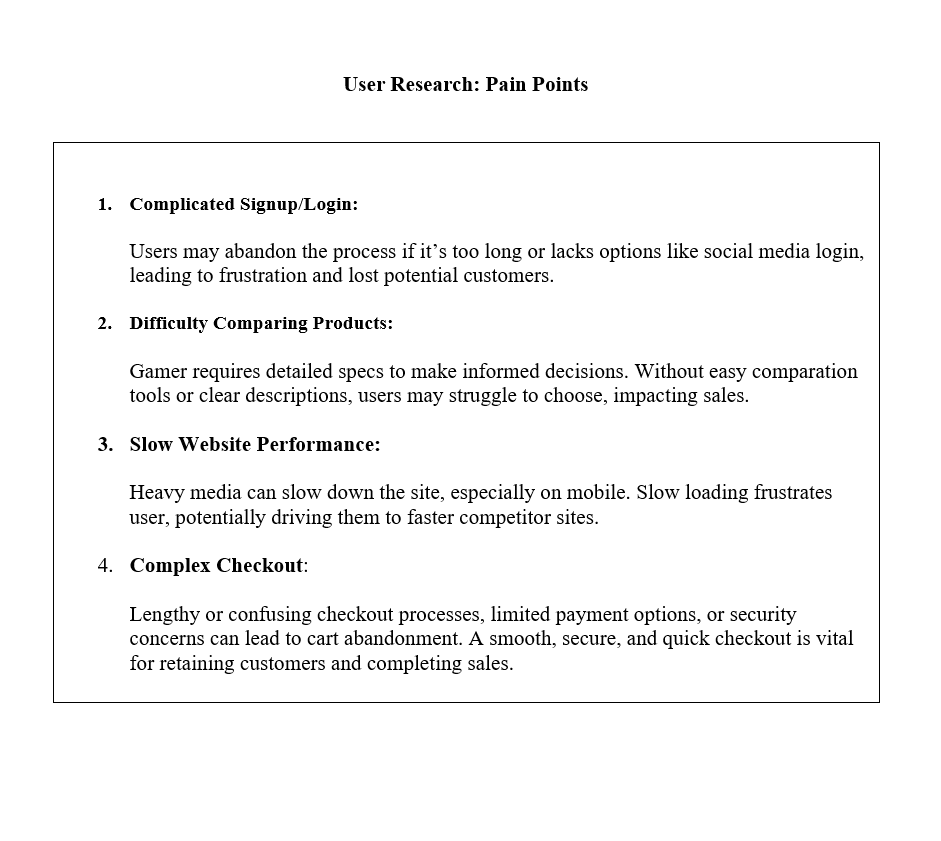 User Research: Pain Points
1. Complicated Signup/Login:
Users may abandon the process if it’s too long or lacks options like social media login,
leading to frustration and lost potential customers.
2. Difficulty Comparing Products:
Gamer requires detailed specs to make informed decisions. Without easy comparation
tools or clear descriptions, users may struggle to choose, impacting sales.
3. Slow Website Performance:
Heavy media can slow down the site, especially on mobile. Slow loading frustrates
user, potentially driving them to faster competitor sites.
4. Complex Checkout:
Lengthy or confusing checkout processes, limited payment options, or security
concerns can lead to cart abandonment. A smooth, secure, and quick checkout is vital
for retaining customers and completing sales.